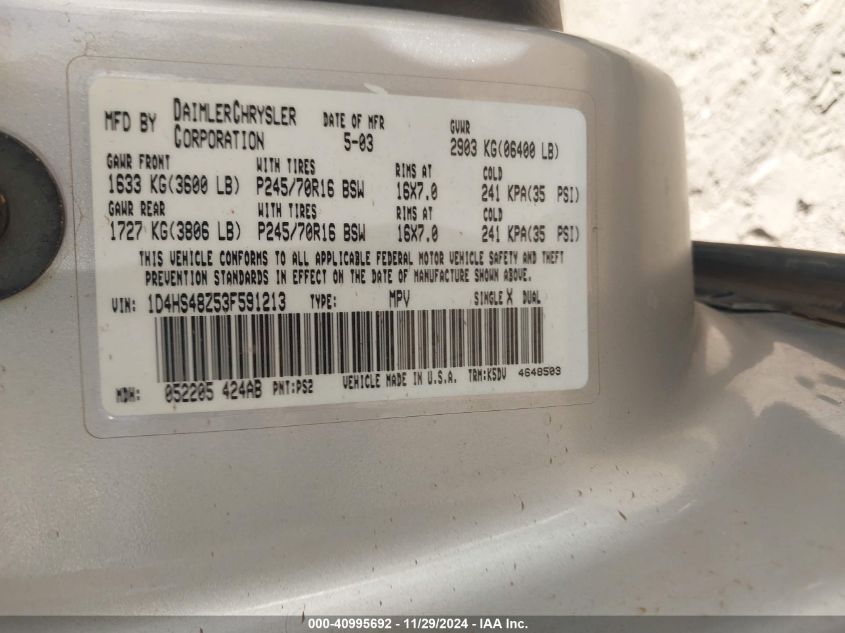 MFD BY DAIMLERCHRYSLER CORPORATION DATE OF MFR 5-03 GVWR 2903 KG(06400 LB)
GAWR FRONT WITH TIRES RIMS AT COLD
1633 KG(3600 LB) P245/70R16 BSW 16X7.0 241 KPA(35 PSI)
GAWR REAR WITH TIRES RIMS AT COLD
1727 KG(3806 LB) P245/70R16 BSW 16X7.0 241 KPA(35 PSI)
THIS VEHICLE CONFORMS TO ALL APPLICABLE FEDERAL MOTOR VEHICLE SAFETY AND THEFT
PREVENTION STANDARDS IN EFFECT ON THE DATE OF MANUFACTURE SHOWN ABOVE.
VIN: 1D4HS48Z53F591213 TYPE: MPV SINGLE X DUAL
MDH: 052205 424AB PNT:PS2 VEHICLE MADE IN U.S.A. TRM:K5DV 4648503
000-40995692 - 11/29/2024 - IAA Inc.